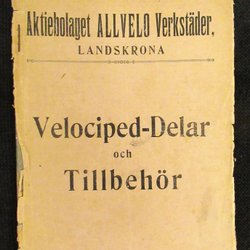 Aktiebolaget ALLVELO Verkstäder,
LANDSKRONA
Velociped-Delar
och
Tillbehör